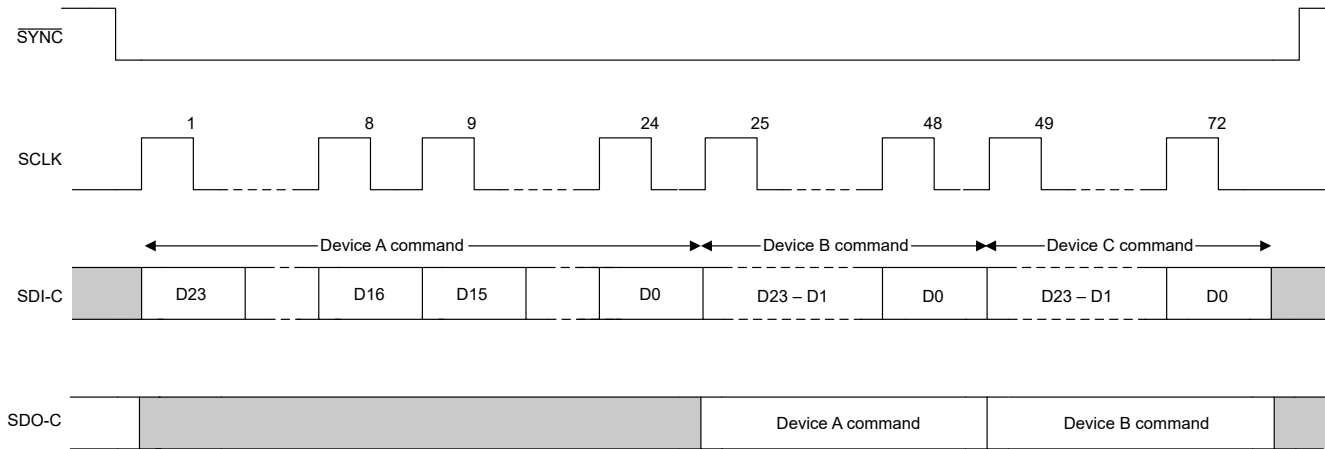 SYNC
1 8 9 24 25 48 49 72
SCLK
Device A command Device B command Device C command
SDI-C D23 D16 D15 D0 D23 – D1 D0 D23 – D1 D0
SDO-C Device A command Device B command